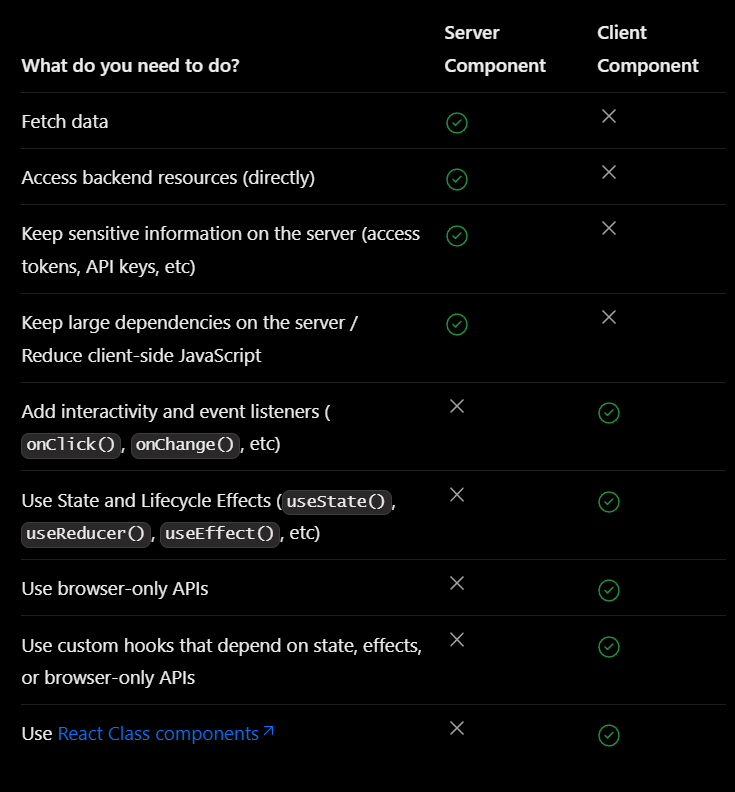 Server Client
What do you need to do? Component Component
Fetch data
Access backend resources (directly)
Keep sensitive information on the server (access
tokens, API keys, etc)
Keep large dependencies on the server /
Reduce client-side JavaScript
Add interactivity and event listeners (
onClick(), onChange(), etc)
Use State and Lifecycle Effects (useState(),
useReducer(), useEffect(), etc)
Use browser-only APIs
Use custom hooks that depend on state, effects,
or browser-only APIs
Use React Class components